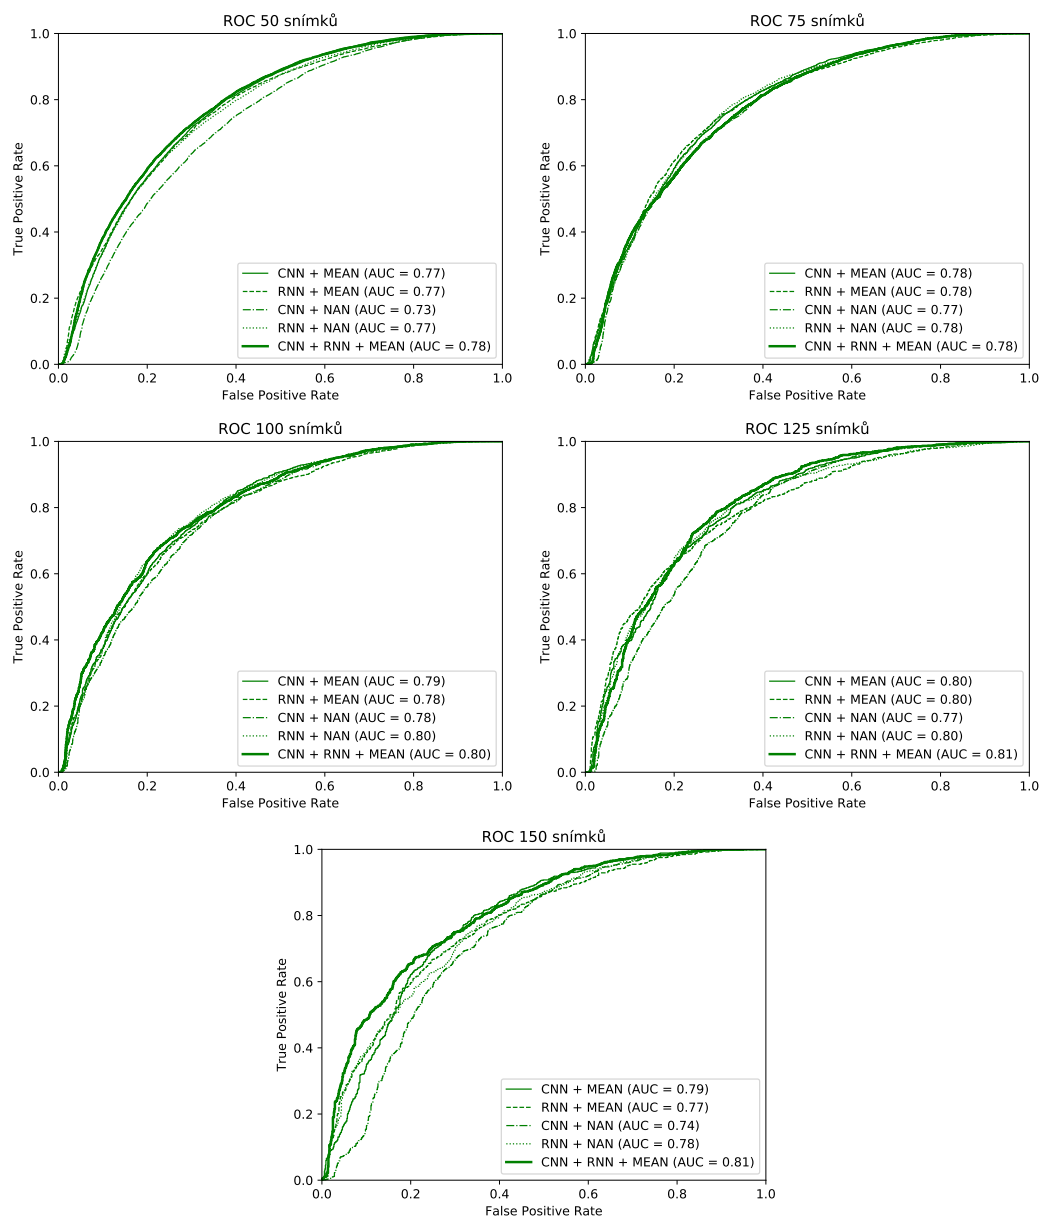 ROC 50 snímků
True Positive Rate
1.0
0.8
0.6
0.4
0.2
0.0
CNN + MEAN (AUC = 0.77)
RNN + MEAN (AUC = 0.77)
CNN + NAN (AUC = 0.73)
RNN + NAN (AUC = 0.77)
CNN + RNN + MEAN (AUC = 0.78)
0.0 0.2 0.4 0.6 0.8 1.0
False Positive Rate
ROC 75 snímků
True Positive Rate
1.0
0.8
0.6
0.4
0.2
0.0
CNN + MEAN (AUC = 0.78)
RNN + MEAN (AUC = 0.78)
CNN + NAN (AUC = 0.77)
RNN + NAN (AUC = 0.78)
CNN + RNN + MEAN (AUC = 0.78)
0.0 0.2 0.4 0.6 0.8 1.0
False Positive Rate
ROC 100 snímků
True Positive Rate
1.0
0.8
0.6
0.4
0.2
0.0
CNN + MEAN (AUC = 0.79)
RNN + MEAN (AUC = 0.78)
CNN + NAN (AUC = 0.78)
RNN + NAN (AUC = 0.80)
CNN + RNN + MEAN (AUC = 0.80)
0.0 0.2 0.4 0.6 0.8 1.0
False Positive Rate
ROC 125 snímků
True Positive Rate
1.0
0.8
0.6
0.4
0.2
0.0
CNN + MEAN (AUC = 0.80)
RNN + MEAN (AUC = 0.80)
CNN + NAN (AUC = 0.77)
RNN + NAN (AUC = 0.80)
CNN + RNN + MEAN (AUC = 0.81)
0.0 0.2 0.4 0.6 0.8 1.0
False Positive Rate
ROC 150 snímků
True Positive Rate
1.0
0.8
0.6
0.4
0.2
0.0
CNN + MEAN (AUC = 0.79)
RNN + MEAN (AUC = 0.77)
CNN + NAN (AUC = 0.74)
RNN + NAN (AUC = 0.78)
CNN + RNN + MEAN (AUC = 0.81)
0.0 0.2 0.4 0.6 0.8 1.0
False Positive Rate